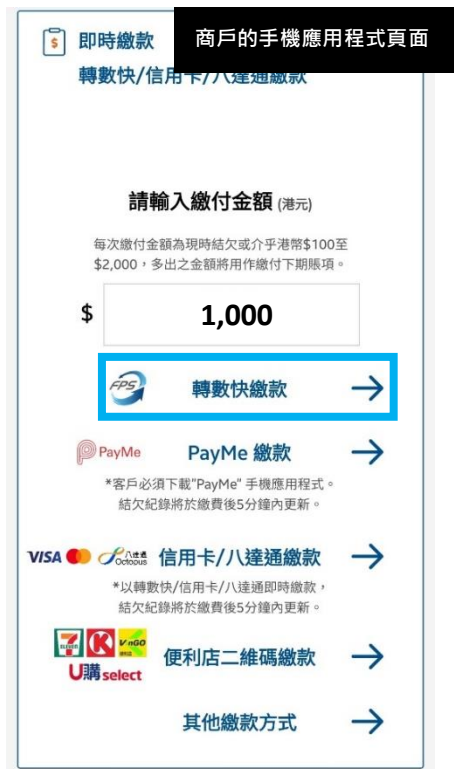 即時繳款
商戶的手機應用程式頁面
轉數快/信用卡/八達通繳款
請輸入繳付金額 (港元)
每次繳付金額為現時結欠或介乎港幣$100至
$2,000，多出之金額將用作繳付下期賬項。
$ 1,000
FPS 轉數快繳款
PayMe PayMe 繳款
*客戶必須下載"PayMe" 手機應用程式。
結欠紀錄將於繳費後5分鐘內更新。
VISA 八達通 Octopus 信用卡/八達通繳款
*以轉數快/信用卡/八達通即時繳款，
結欠紀錄將於繳費後5分鐘內更新。
7 ELEVEN K VanGO 便利店二維碼繳款
U購 select
其他繳款方式